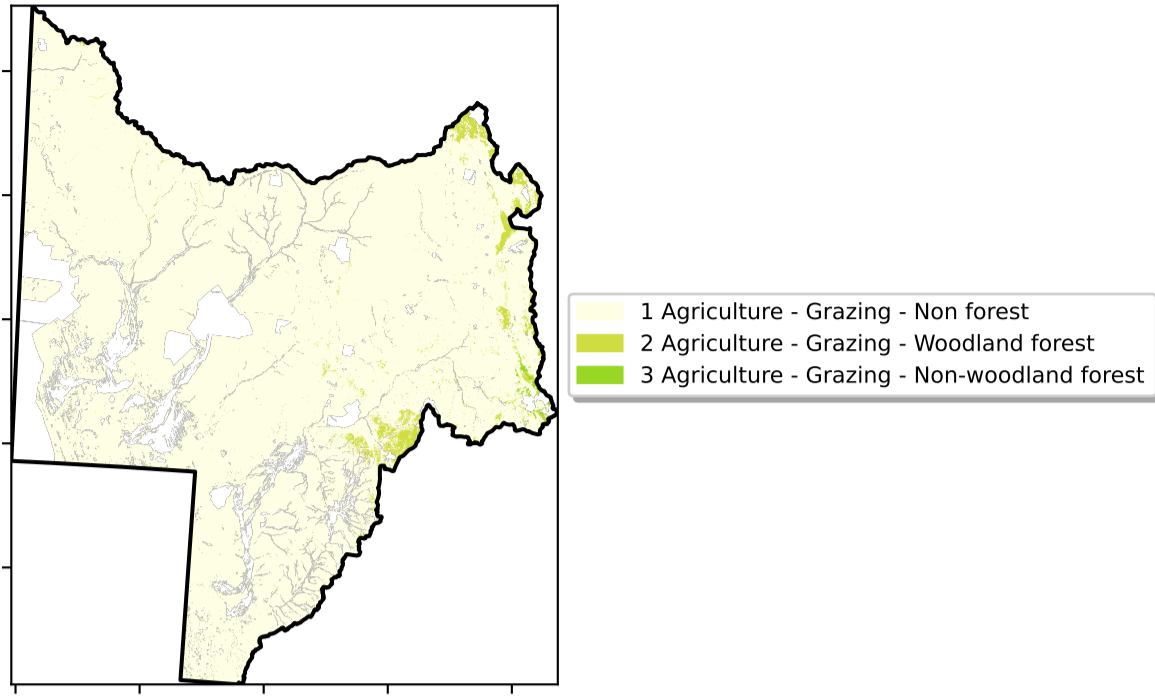 1 Agriculture - Grazing - Non forest
2 Agriculture - Grazing - Woodland forest
3 Agriculture - Grazing - Non-woodland forest